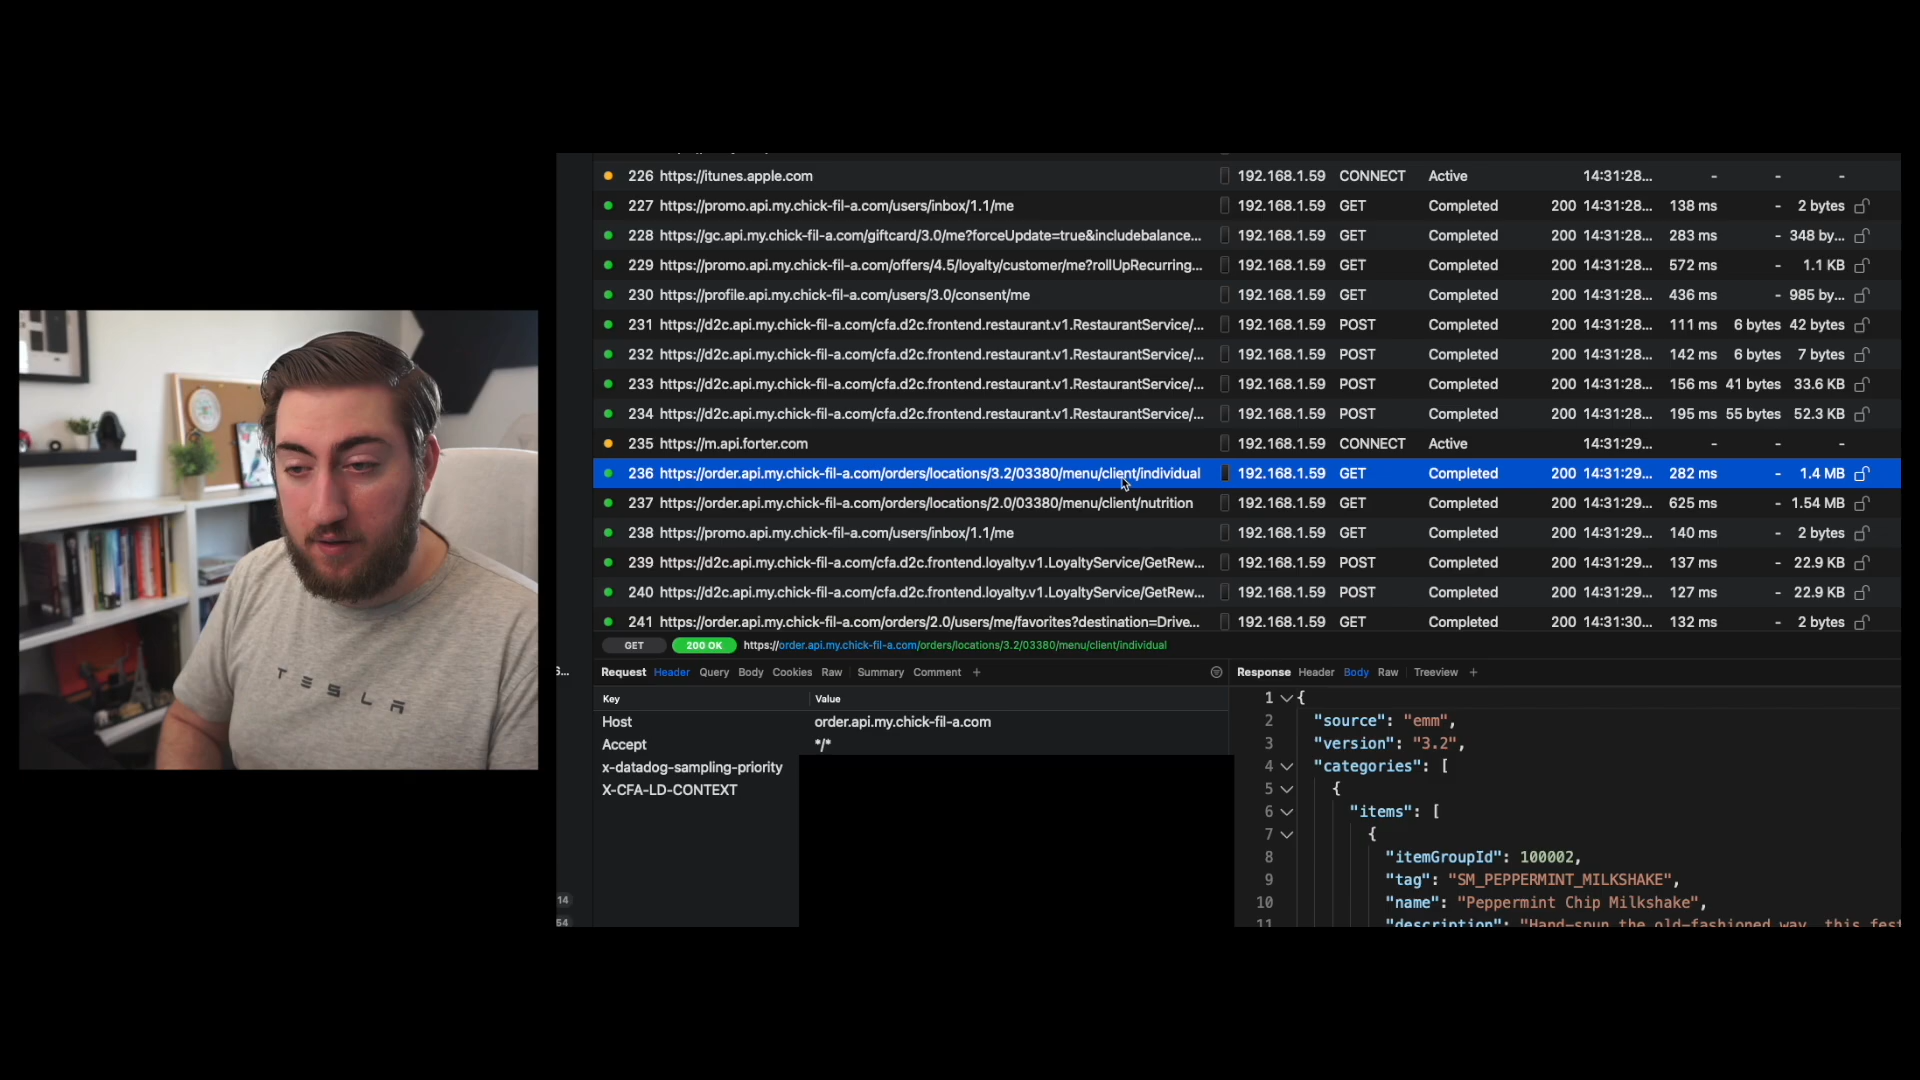 226 https://itunes.apple.com 192.168.1.59 CONNECT Active 14:31:28... - - -
227 https://promo.api.my.chick-fil-a.com/users/inbox/1.1/me 192.168.1.59 GET Completed 200 14:31:28... 138 ms - 2 bytes
228 https://gc.api.my.chick-fil-a.com/giftcard/3.0/me?forceUpdate=true&includebalance... 192.168.1.59 GET Completed 200 14:31:28... 283 ms - 348 by...
229 https://promo.api.my.chick-fil-a.com/offers/4.5/loyalty/customer/me?rollUpRecurring... 192.168.1.59 GET Completed 200 14:31:28... 572 ms - 1.1 KB
230 https://profile.api.my.chick-fil-a.com/users/3.0/consent/me 192.168.1.59 GET Completed 200 14:31:28... 436 ms - 985 by...
231 https://d2c.api.my.chick-fil-a.com/cfa.d2c.frontend.restaurant.v1.RestaurantService/... 192.168.1.59 POST Completed 200 14:31:28... 111 ms 6 bytes 42 bytes
232 https://d2c.api.my.chick-fil-a.com/cfa.d2c.frontend.restaurant.v1.RestaurantService/... 192.168.1.59 POST Completed 200 14:31:28... 142 ms 6 bytes 7 bytes
233 https://d2c.api.my.chick-fil-a.com/cfa.d2c.frontend.restaurant.v1.RestaurantService/... 192.168.1.59 POST Completed 200 14:31:28... 156 ms 41 bytes 33.6 KB
234 https://d2c.api.my.chick-fil-a.com/cfa.d2c.frontend.restaurant.v1.RestaurantService/... 192.168.1.59 POST Completed 200 14:31:28... 195 ms 55 bytes 52.3 KB
235 https://m.api.forter.com 192.168.1.59 CONNECT Active 14:31:29... - - -
236 https://order.api.my.chick-fil-a.com/orders/locations/3.2/03380/menu/client/individual 192.168.1.59 GET Completed 200 14:31:29... 282 ms - 1.4 MB
237 https://order.api.my.chick-fil-a.com/orders/locations/2.0/03380/menu/client/nutrition 192.168.1.59 GET Completed 200 14:31:29... 625 ms - 1.54 MB
238 https://promo.api.my.chick-fil-a.com/users/inbox/1.1/me 192.168.1.59 GET Completed 200 14:31:29... 140 ms - 2 bytes
239 https://d2c.api.my.chick-fil-a.com/cfa.d2c.frontend.loyalty.v1.LoyaltyService/GetRew... 192.168.1.59 POST Completed 200 14:31:29... 137 ms - 22.9 KB
240 https://d2c.api.my.chick-fil-a.com/cfa.d2c.frontend.loyalty.v1.LoyaltyService/GetRew... 192.168.1.59 POST Completed 200 14:31:29... 127 ms - 22.9 KB
241 https://order.api.my.chick-fil-a.com/orders/2.0/users/me/favorites?destination=Drive... 192.168.1.59 GET Completed 200 14:31:30... 132 ms - 2 bytes
GET 200 OK https://order.api.my.chick-fil-a.com/orders/locations/3.2/03380/menu/client/individual
Request Header Query Body Cookies Raw Summary Comment +
Key Value
Host order.api.my.chick-fil-a.com
Accept */*
x-datadog-sampling-priority
X-CFA-LD-CONTEXT
Response Header Body Raw Treeview +
1 {
2 "source": "emm",
3 "version": "3.2",
4 "categories": [
5 {
6 "items": [
7 {
8 "itemGroupId": 100002,
9 "tag": "SM_PEPPERMINT_MILKSHAKE",
10 "name": "Peppermint Chip Milkshake",
11 "description": "Hand-spun the old-fashioned way, this fest
14
54
TESLA